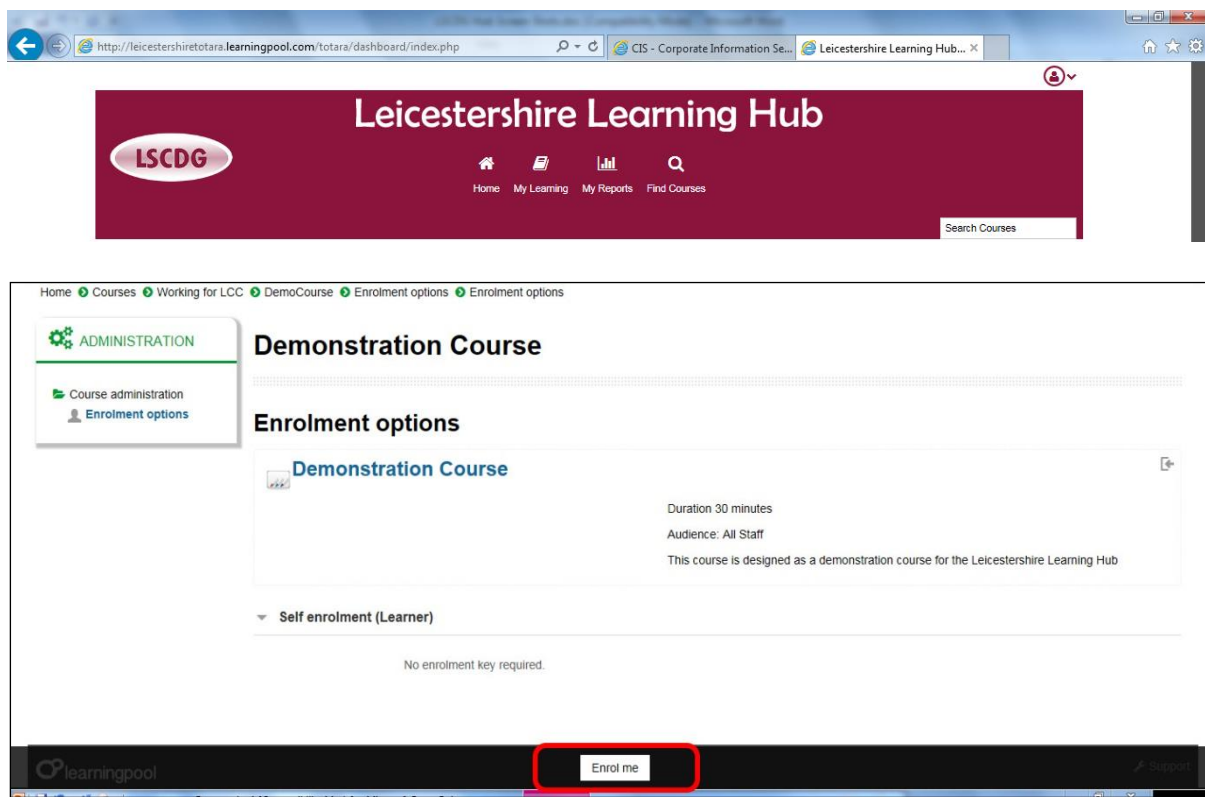 http://leicestershiretotara.learningpool.com/totara/dashboard/index.php
CIS - Corporate Information Se...
Leicestershire Learning Hub...
Leicestershire Learning Hub
LSCDG
Home My Learning My Reports Find Courses
Search Courses
Home Courses Working for LCC DemoCourse Enrolment options Enrolment options
ADMINISTRATION
Course administration
Enrolment options
Demonstration Course
Enrolment options
Demonstration Course
Duration 30 minutes
Audience: All Staff
This course is designed as a demonstration course for the Leicestershire Learning Hub
Self enrolment (Learner)
No enrolment key required.
learningpool
Enrol me
Support